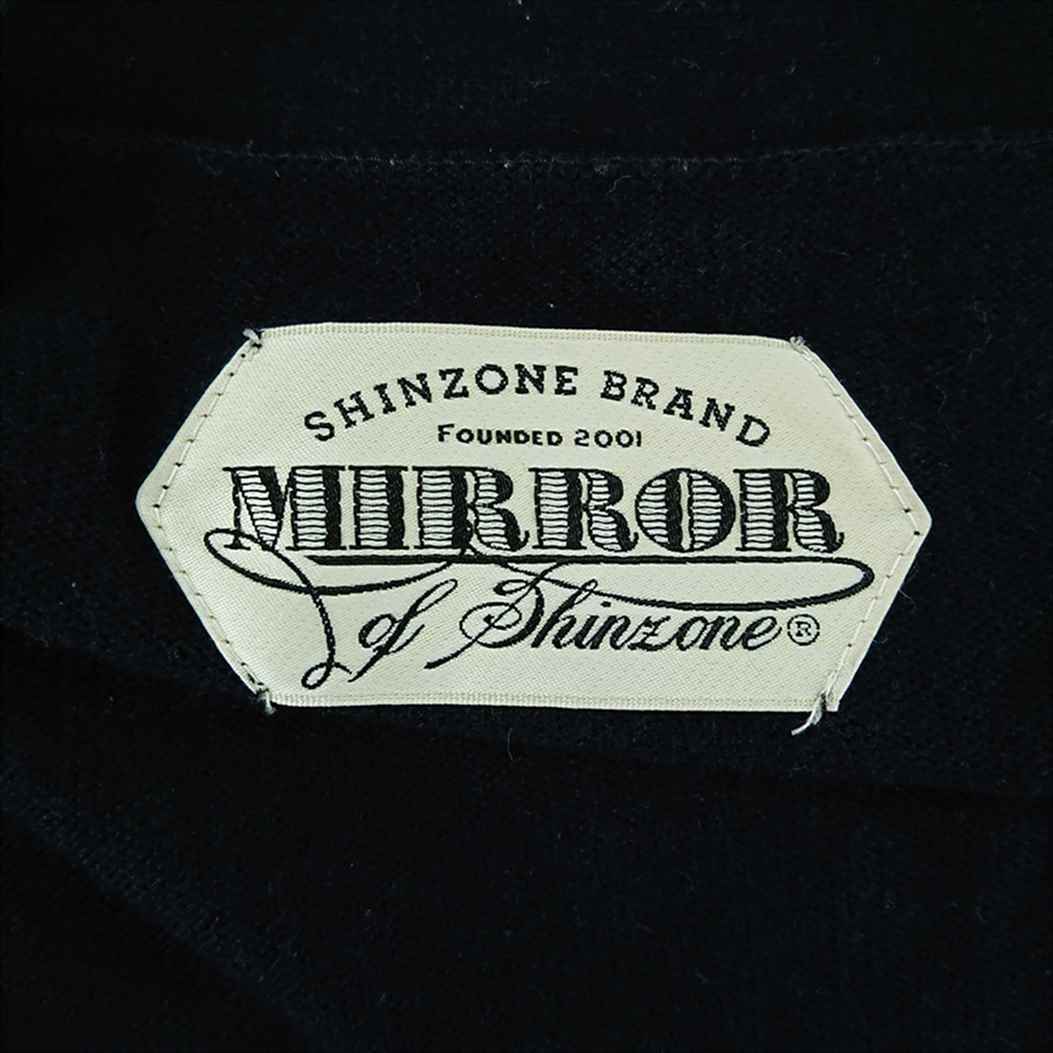 SHINZONE BRAND
FOUNDED 2001
MIRROR
of Shinzone®